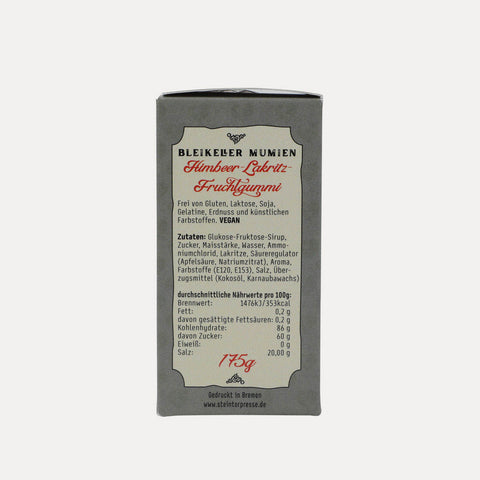 BLEIKELLER MUMIEN
Himbeer-Lakritz-
Fruchtgummi
Frei von Gluten, Laktose, Soja,
Gelatine, Erdnuss und künstlichen
Farbstoffen. VEGAN
Zutaten: Glukose-Fruktose-Sirup,
Zucker, Maisstärke, Wasser, Ammo-
niumchlorid, Lakritze, Säureregulator
(Apfelsäure, Natriumzitrat), Aroma,
Farbstoffe (E120, E153), Salz, Über-
zugsmittel (Kokosöl, Karnaubawachs)
durchschnittliche Nährwerte pro 100g:
Brennwert: 1476kJ/353kcal
Fett: 0,2 g
davon gesättigte Fettsäuren: 0,2 g
Kohlenhydrate: 86 g
davon Zucker: 60 g
Eiweiß: 0 g
Salz: 20,00 g
175g
Gedruckt in Bremen
www.steintorpresse.de